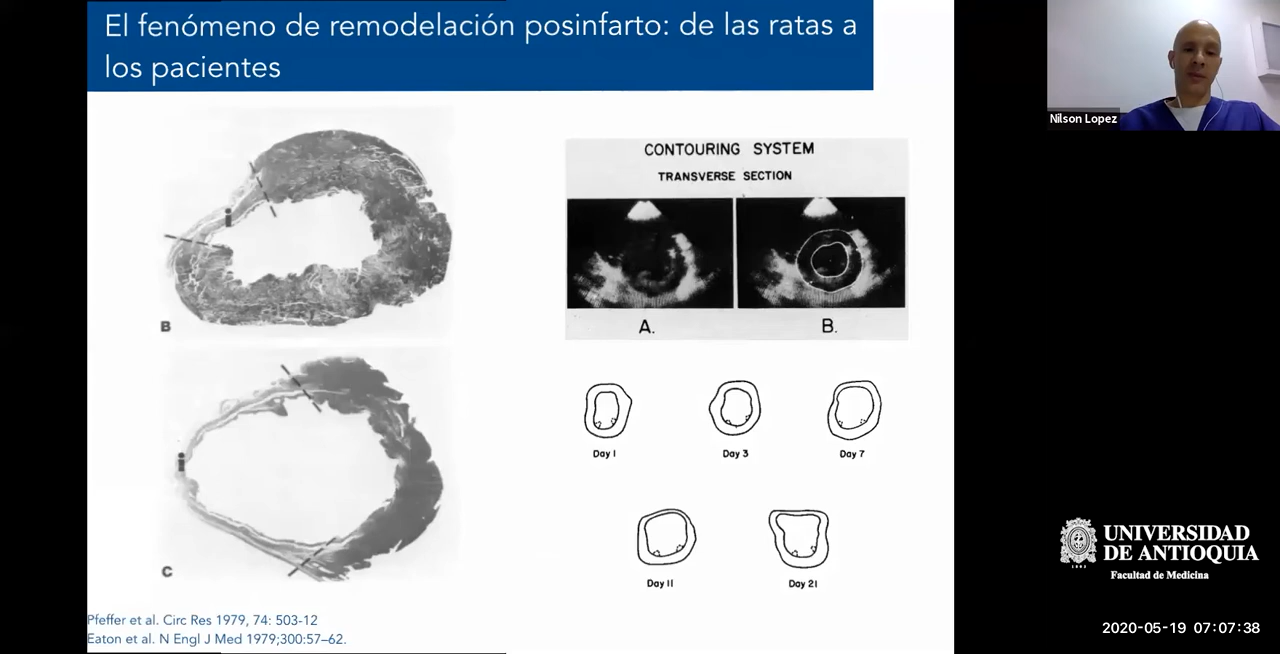 El fenómeno de remodelación posinfarto: de las ratas a
los pacientes
i
B
i
C
CONTOURING SYSTEM
TRANSVERSE SECTION
A.
B.
Day 1
Day 3
Day 7
Day 11
Day 21
Pfeffer et al. Circ Res 1979, 74: 503-12
Eaton et al. N Engl J Med 1979;300:57–62.
Nilson Lopez
UNIVERSIDAD
DE ANTIOQUIA
1803
Facultad de Medicina
2020-05-19 07:07:38